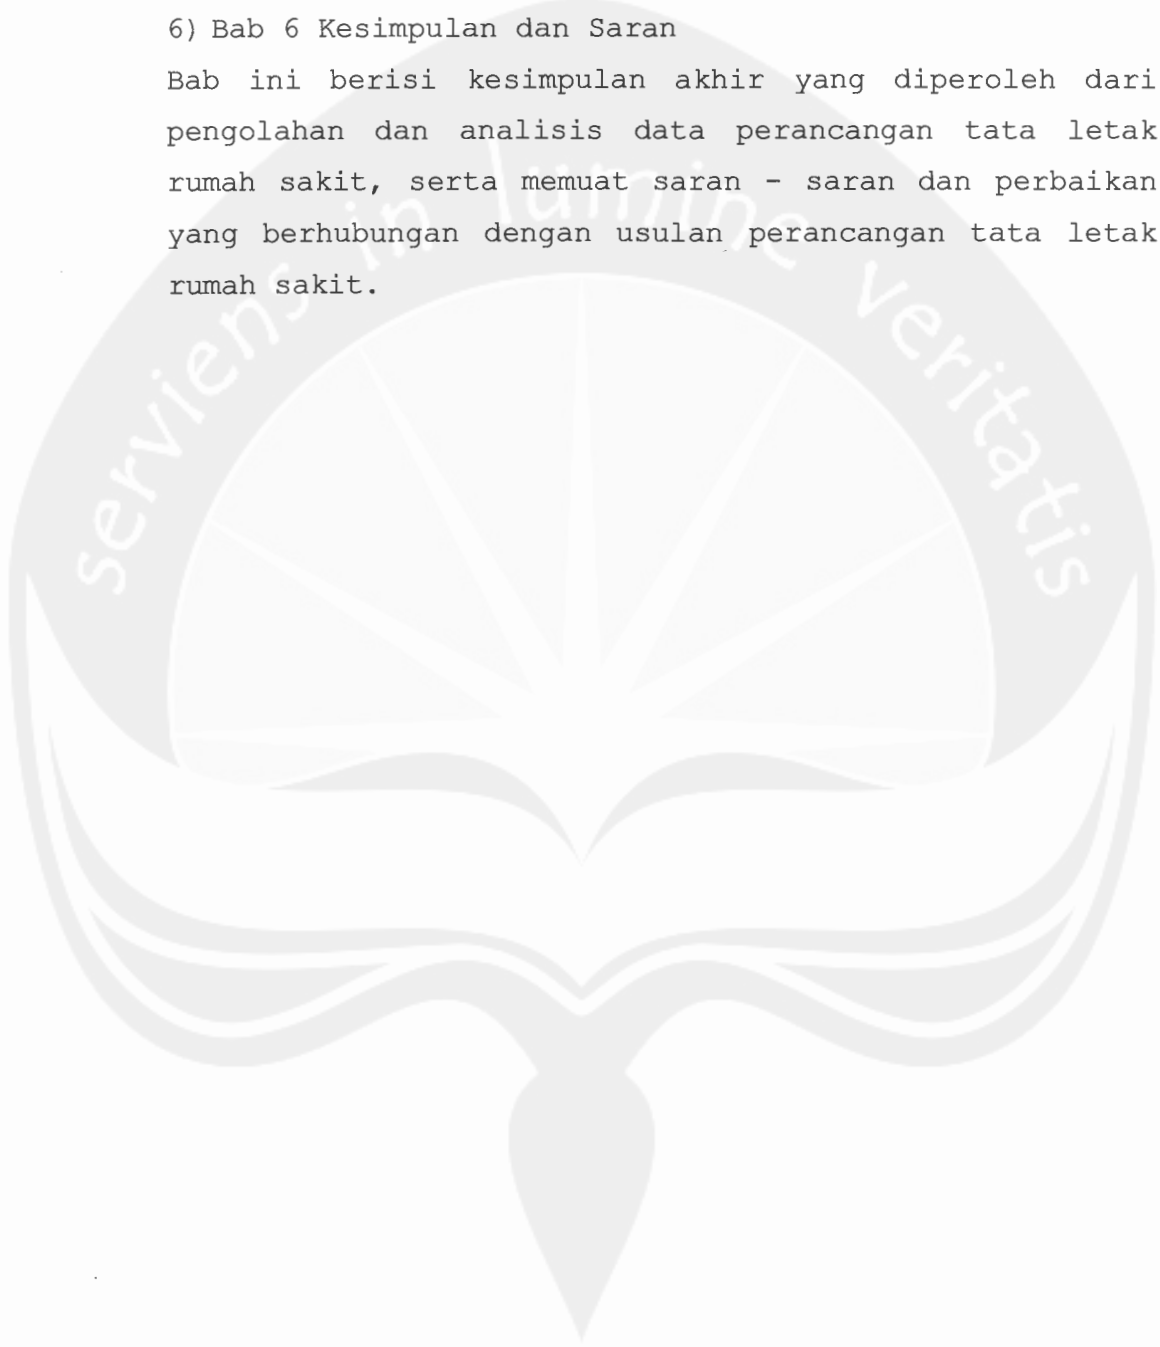 6) Bab 6 Kesimpulan dan Saran
Bab ini berisi kesimpulan akhir yang diperoleh dari
pengolahan dan analisis data perancangan tata letak
rumah sakit, serta memuat saran – saran dan perbaikan
yang berhubungan dengan usulan perancangan tata letak
rumah sakit.
serviens in lumine veritatis